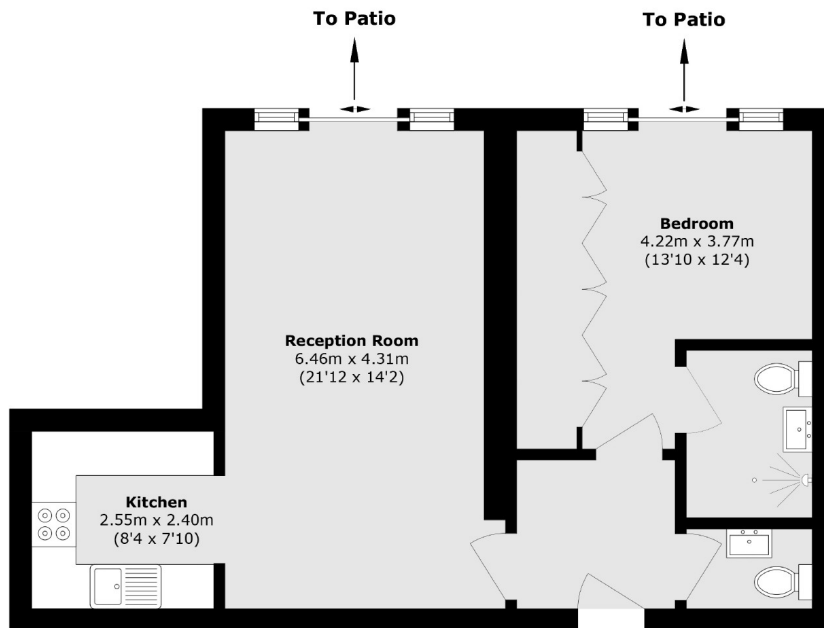 To Patio
To Patio
Bedroom
4.22m x 3.77m
(13'10 x 12'4)
Reception Room
6.46m x 4.31m
(21'12 x 14'2)
Kitchen
2.55m x 2.40m
(8'4 x 7'10)